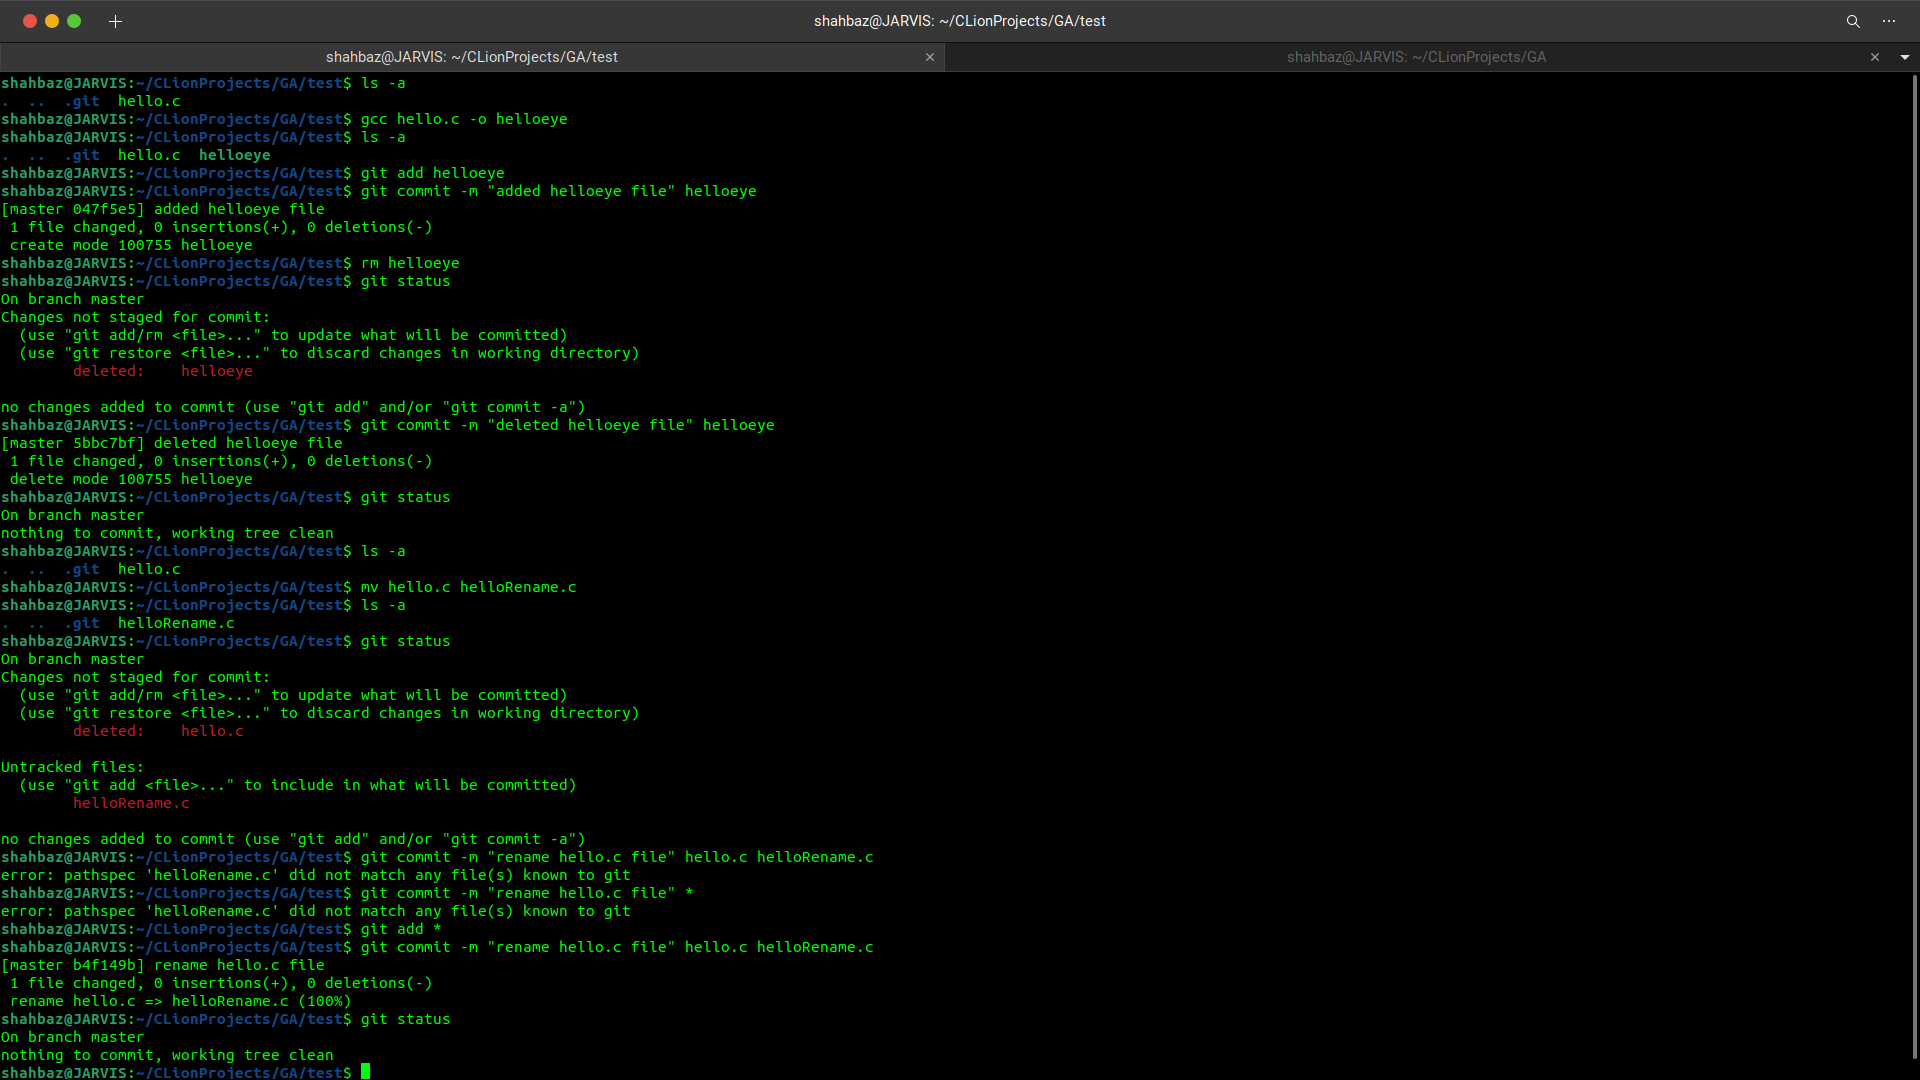 shahbaz@JARVIS: ~/CLionProjects/GA/test
shahbaz@JARVIS: ~/CLionProjects/GA/test
shahbaz@JARVIS: ~/CLionProjects/GA
shahbaz@JARVIS:~/CLionProjects/GA/test$ ls -a
.  ..  .git  hello.c
shahbaz@JARVIS:~/CLionProjects/GA/test$ gcc hello.c -o helloeye
shahbaz@JARVIS:~/CLionProjects/GA/test$ ls -a
.  ..  .git  hello.c  helloeye
shahbaz@JARVIS:~/CLionProjects/GA/test$ git add helloeye
shahbaz@JARVIS:~/CLionProjects/GA/test$ git commit -m "added helloeye file" helloeye
[master 047f5e5] added helloeye file
 1 file changed, 0 insertions(+), 0 deletions(-)
 create mode 100755 helloeye
shahbaz@JARVIS:~/CLionProjects/GA/test$ rm helloeye
shahbaz@JARVIS:~/CLionProjects/GA/test$ git status
On branch master
Changes not staged for commit:
  (use "git add/rm <file>..." to update what will be committed)
  (use "git restore <file>..." to discard changes in working directory)
        deleted:    helloeye

no changes added to commit (use "git add" and/or "git commit -a")
shahbaz@JARVIS:~/CLionProjects/GA/test$ git commit -m "deleted helloeye file" helloeye
[master 5bbc7bf] deleted helloeye file
 1 file changed, 0 insertions(+), 0 deletions(-)
 delete mode 100755 helloeye
shahbaz@JARVIS:~/CLionProjects/GA/test$ git status
On branch master
nothing to commit, working tree clean
shahbaz@JARVIS:~/CLionProjects/GA/test$ ls -a
.  ..  .git  hello.c
shahbaz@JARVIS:~/CLionProjects/GA/test$ mv hello.c helloRename.c
shahbaz@JARVIS:~/CLionProjects/GA/test$ ls -a
.  ..  .git  helloRename.c
shahbaz@JARVIS:~/CLionProjects/GA/test$ git status
On branch master
Changes not staged for commit:
  (use "git add/rm <file>..." to update what will be committed)
  (use "git restore <file>..." to discard changes in working directory)
        deleted:    hello.c

Untracked files:
  (use "git add <file>..." to include in what will be committed)
        helloRename.c

no changes added to commit (use "git add" and/or "git commit -a")
shahbaz@JARVIS:~/CLionProjects/GA/test$ git commit -m "rename hello.c file" hello.c helloRename.c
error: pathspec 'helloRename.c' did not match any file(s) known to git
shahbaz@JARVIS:~/CLionProjects/GA/test$ git commit -m "rename hello.c file" *
error: pathspec 'helloRename.c' did not match any file(s) known to git
shahbaz@JARVIS:~/CLionProjects/GA/test$ git add *
shahbaz@JARVIS:~/CLionProjects/GA/test$ git commit -m "rename hello.c file" hello.c helloRename.c
[master b4f149b] rename hello.c file
 1 file changed, 0 insertions(+), 0 deletions(-)
 rename hello.c => helloRename.c (100%)
shahbaz@JARVIS:~/CLionProjects/GA/test$ git status
On branch master
nothing to commit, working tree clean
shahbaz@JARVIS:~/CLionProjects/GA/test$